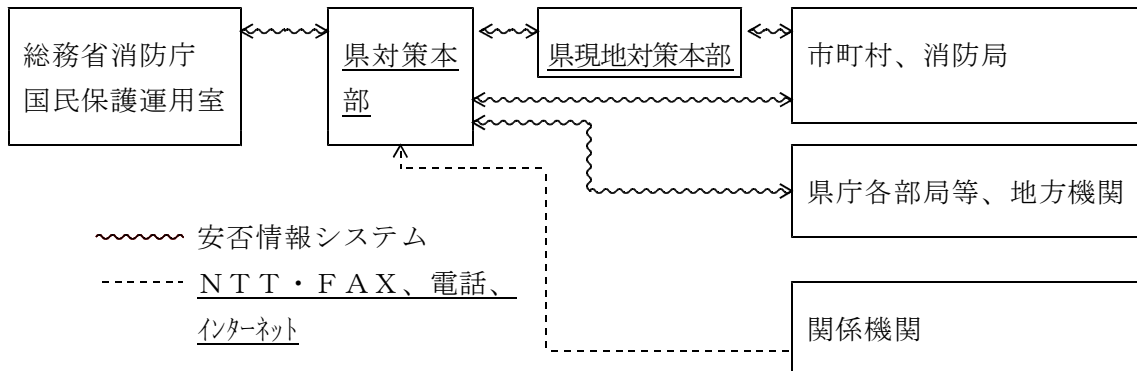 総務省消防庁
国民保護運用室
県対策本
部
県現地対策本部
市町村、消防局
県庁各部局等、地方機関
関係機関
安否情報システム
ＮＴＴ・ＦＡＸ、電話、
インターネット